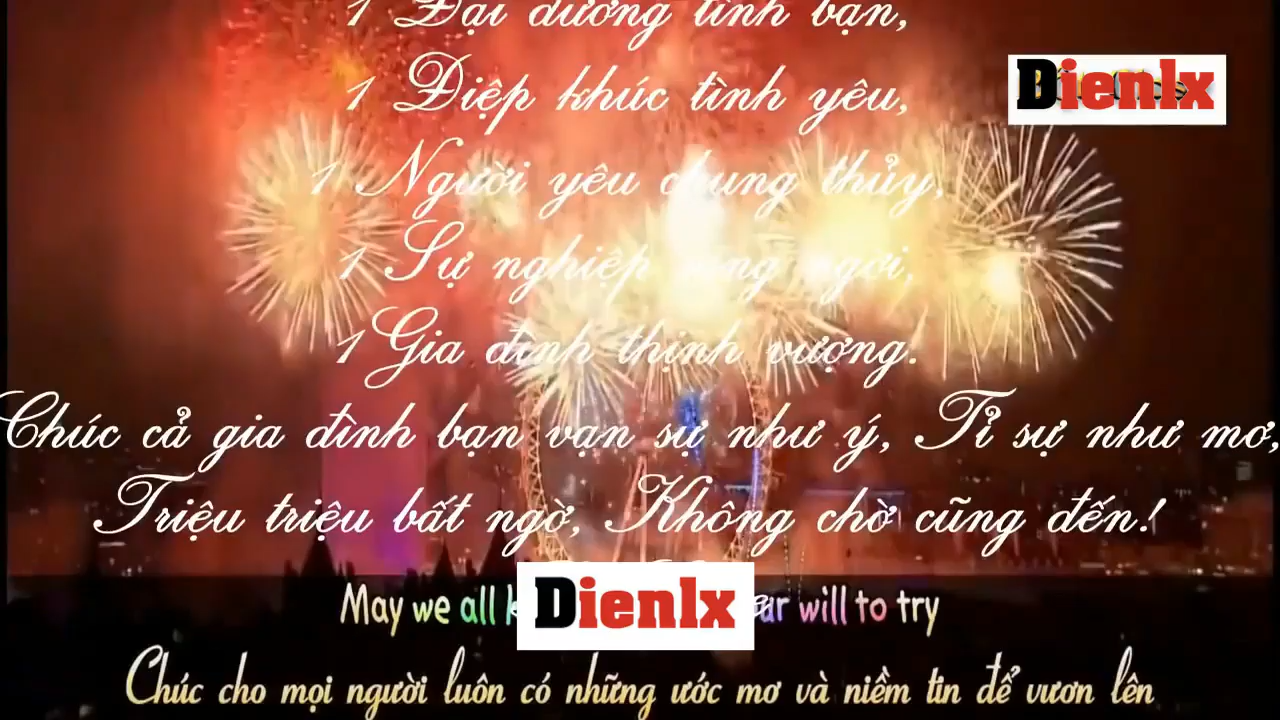 1 Đại dương tình bạn,
1 Điệp khúc tình yêu,
Dienlx
1 Người yêu chung thủy,
1 Sự nghiệp sáng ngời,
1 Gia đình thịnh vượng.
Chúc cả gia đình bạn vạn sự như ý, Tỉ sự như mơ,
Triệu triệu bất ngờ, Không chờ cũng đến!
May we all will to try
Dienlx
Chúc cho mọi người luôn có những ước mơ và niềm tin để vươn lên